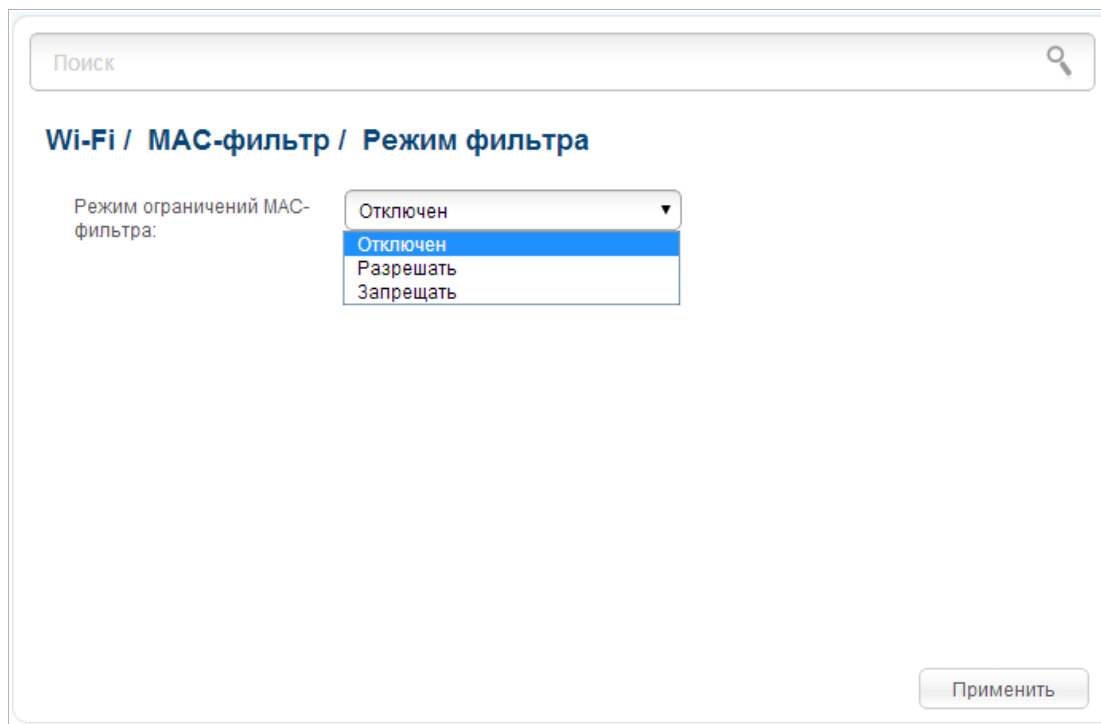 Поиск
Wi-Fi / MAC-фильтр / Режим фильтра
Режим ограничений MAC-
фильтра:
Отключен
Отключен
Разрешать
Запрещать
Применить